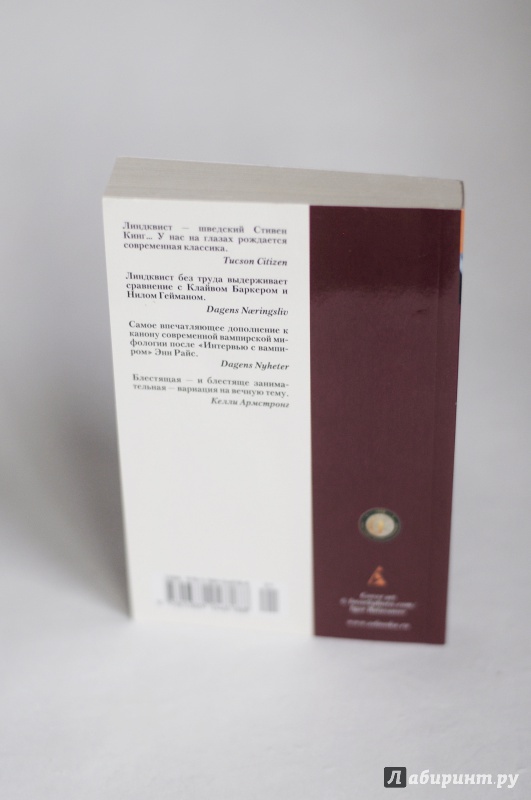 Линдквист — шведский Стивен
Кинг... У нас на глазах рождается
современная классика.
Tucson Citizen
Линдквист без труда выдерживает
сравнение с Клайвом Баркером и
Нилом Гейманом.
Dagens Næringsliv
Самое впечатляющее дополнение к
канону современной вампирской ми-
фологии после «Интервью с вампи-
ром» Энн Райс.
Dagens Nyheter
Блестящая — и блестяще занима-
тельная — вариация на вечную тему.
Келли Армстронг
Cover art
Лабиринт.ру